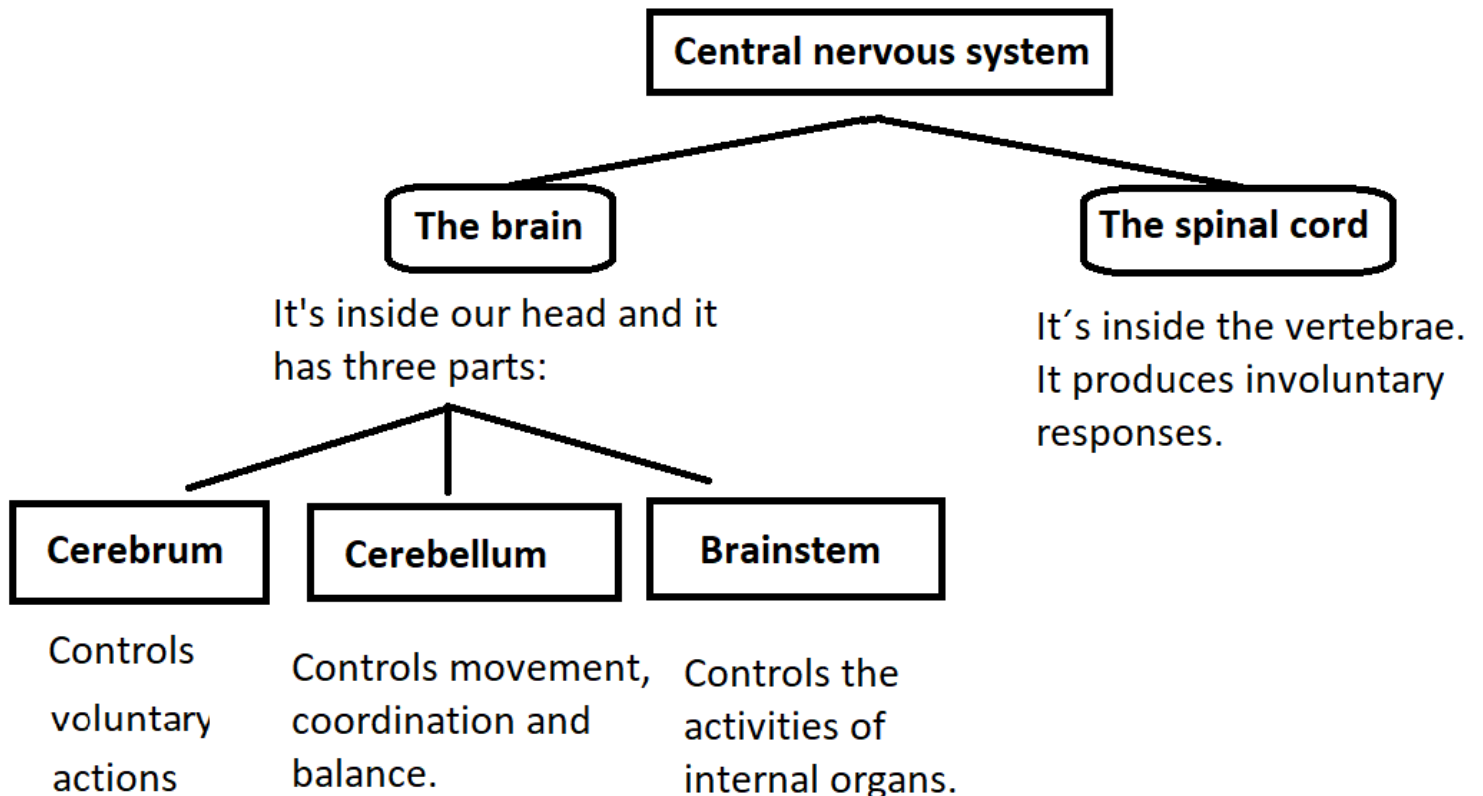 Central nervous system
The brain
The spinal cord
It's inside our head and it
has three parts:
It´s inside the vertebrae.
It produces involuntary
responses.
Cerebrum
Cerebellum
Brainstem
Controls
voluntary
actions
Controls movement,
coordination and
balance.
Controls the
activities of
internal organs.